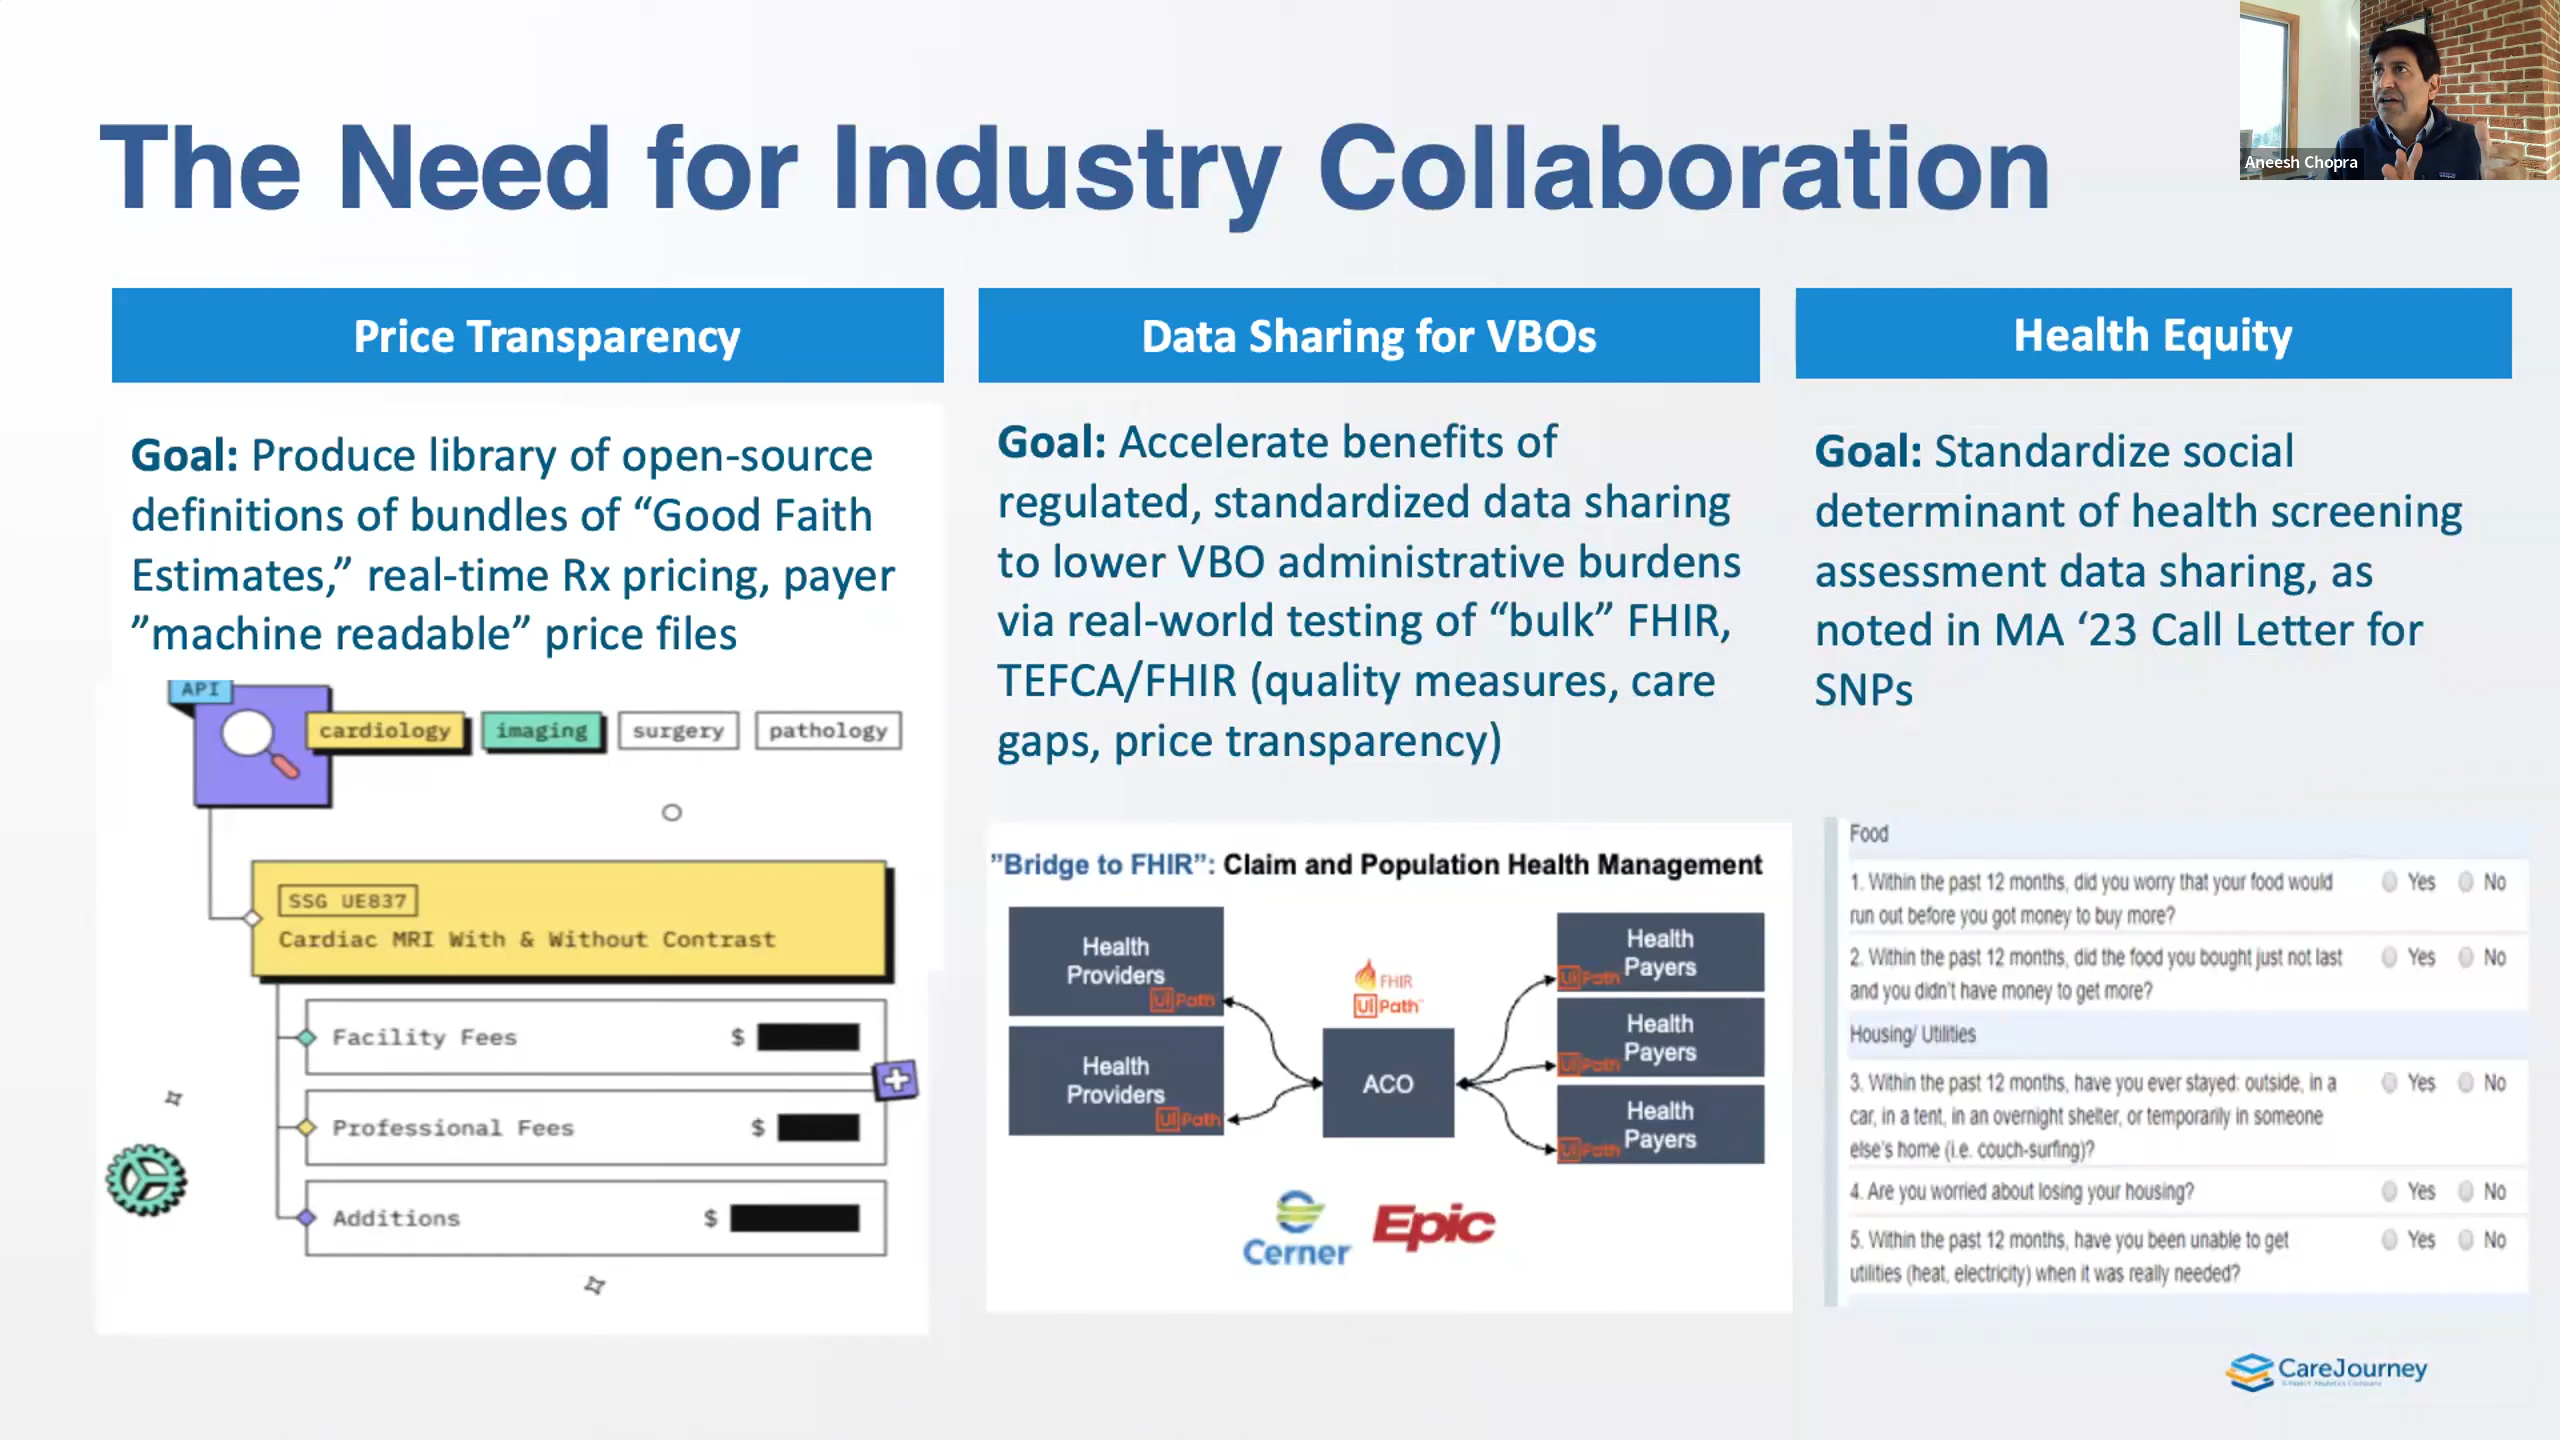 Aneesh Chopra
The Need for Industry Collaboration
Price Transparency
Goal: Produce library of open-source
definitions of bundles of “Good Faith
Estimates,” real-time Rx pricing, payer
”machine readable” price files
API
cardiology
imaging
surgery
pathology
SSG UE837
Cardiac MRI With & Without Contrast
Facility Fees $
Professional Fees $
Additions $
Data Sharing for VBOs
Goal: Accelerate benefits of
regulated, standardized data sharing
to lower VBO administrative burdens
via real-world testing of “bulk” FHIR,
TEFCA/FHIR (quality measures, care
gaps, price transparency)
”Bridge to FHIR”: Claim and Population Health Management
Health
Providers
UiPath
Health
Providers
UiPath
FHIR
UiPath
ACO
Health
Payers
UiPath
Health
Payers
UiPath
Health
Payers
UiPath
Cerner
Epic
Health Equity
Goal: Standardize social
determinant of health screening
assessment data sharing, as
noted in MA ‘23 Call Letter for
SNPs
Food
1. Within the past 12 months, did you worry that your food would Yes No
run out before you got money to buy more?
2. Within the past 12 months, did the food you bought just not last Yes No
and you didn't have money to get more?
Housing/ Utilities
3. Within the past 12 months, have you ever stayed: outside, in a Yes No
car, in a tent, in an overnight shelter, or temporarily in someone
else's home (i.e. couch-surfing)?
4. Are you worried about losing your housing? Yes No
5. Within the past 12 months, have you been unable to get Yes No
utilities (heat, electricity) when it was really needed?
CareJourney